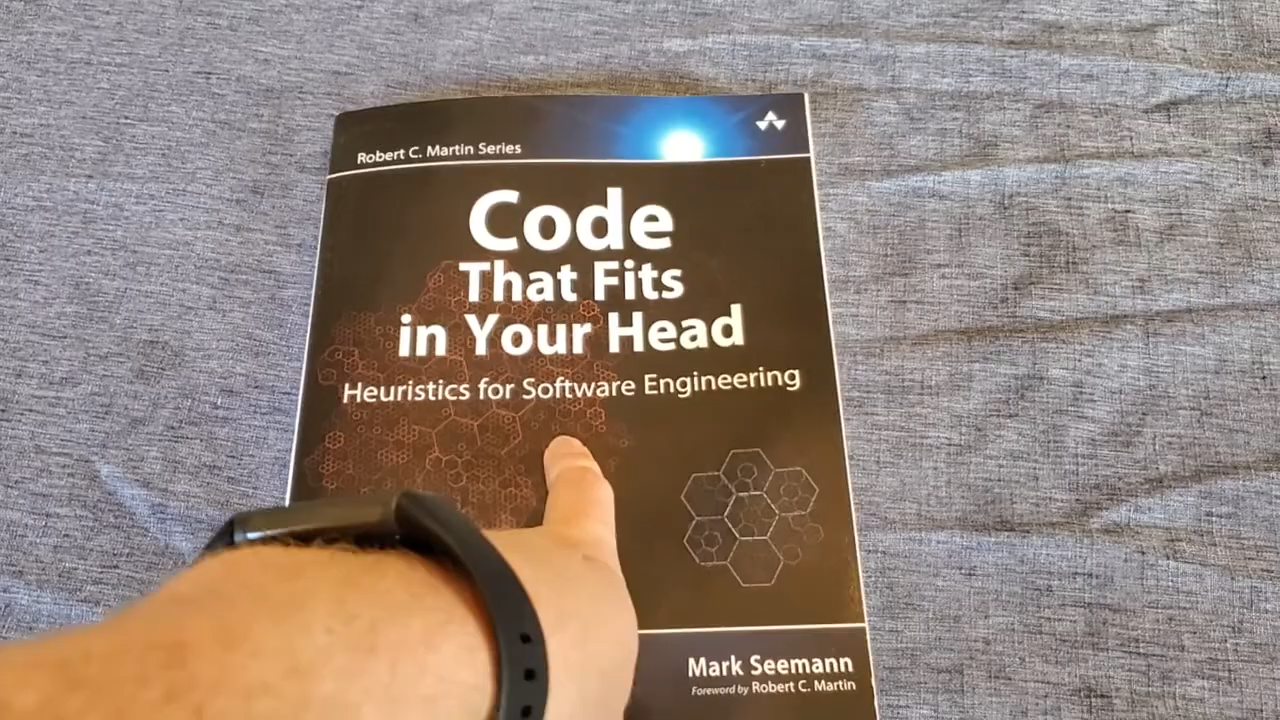 Robert C. Martin Series
Code
That Fits
in Your Head
Heuristics for Software Engineering
Mark Seemann
Foreword by Robert C. Martin